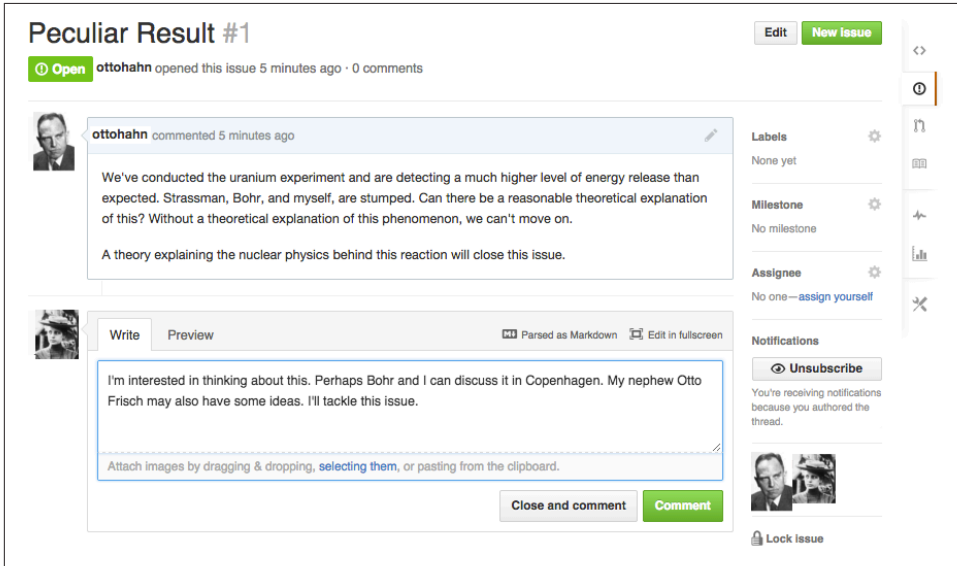 Peculiar Result #1
Edit
New issue
Open
ottohahn opened this issue 5 minutes ago · 0 comments
ottohahn commented 5 minutes ago
We've conducted the uranium experiment and are detecting a much higher level of energy release than
expected. Strassman, Bohr, and myself, are stumped. Can there be a reasonable theoretical explanation
of this? Without a theoretical explanation of this phenomenon, we can't move on.
A theory explaining the nuclear physics behind this reaction will close this issue.
Labels
None yet
Milestone
No milestone
Assignee
No one—assign yourself
Write
Preview
Parsed as Markdown
Edit in fullscreen
I'm interested in thinking about this. Perhaps Bohr and I can discuss it in Copenhagen. My nephew Otto
Frisch may also have some ideas. I'll tackle this issue.
Attach images by dragging & dropping, selecting them, or pasting from the clipboard.
Close and comment
Comment
Notifications
Unsubscribe
You're receiving notifications
because you authored the
thread.
Lock issue